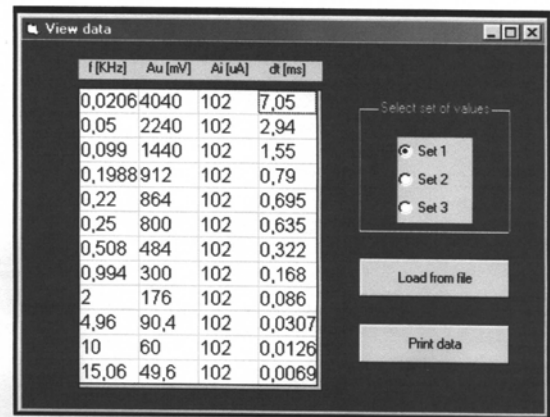 View data
f [KHz] Au [mV] Ai [uA] dt [ms]
0,0206 4040 102 7,05
0,05 2240 102 2,94
0,099 1440 102 1,55
0,1988 912 102 0,79
0,22 864 102 0,695
0,25 800 102 0,635
0,508 484 102 0,322
0,994 300 102 0,168
2 176 102 0,086
4,96 90,4 102 0,0307
10 60 102 0,0126
15,06 49,6 102 0,0069
Select set of values
Set 1
Set 2
Set 3
Load from file
Print data